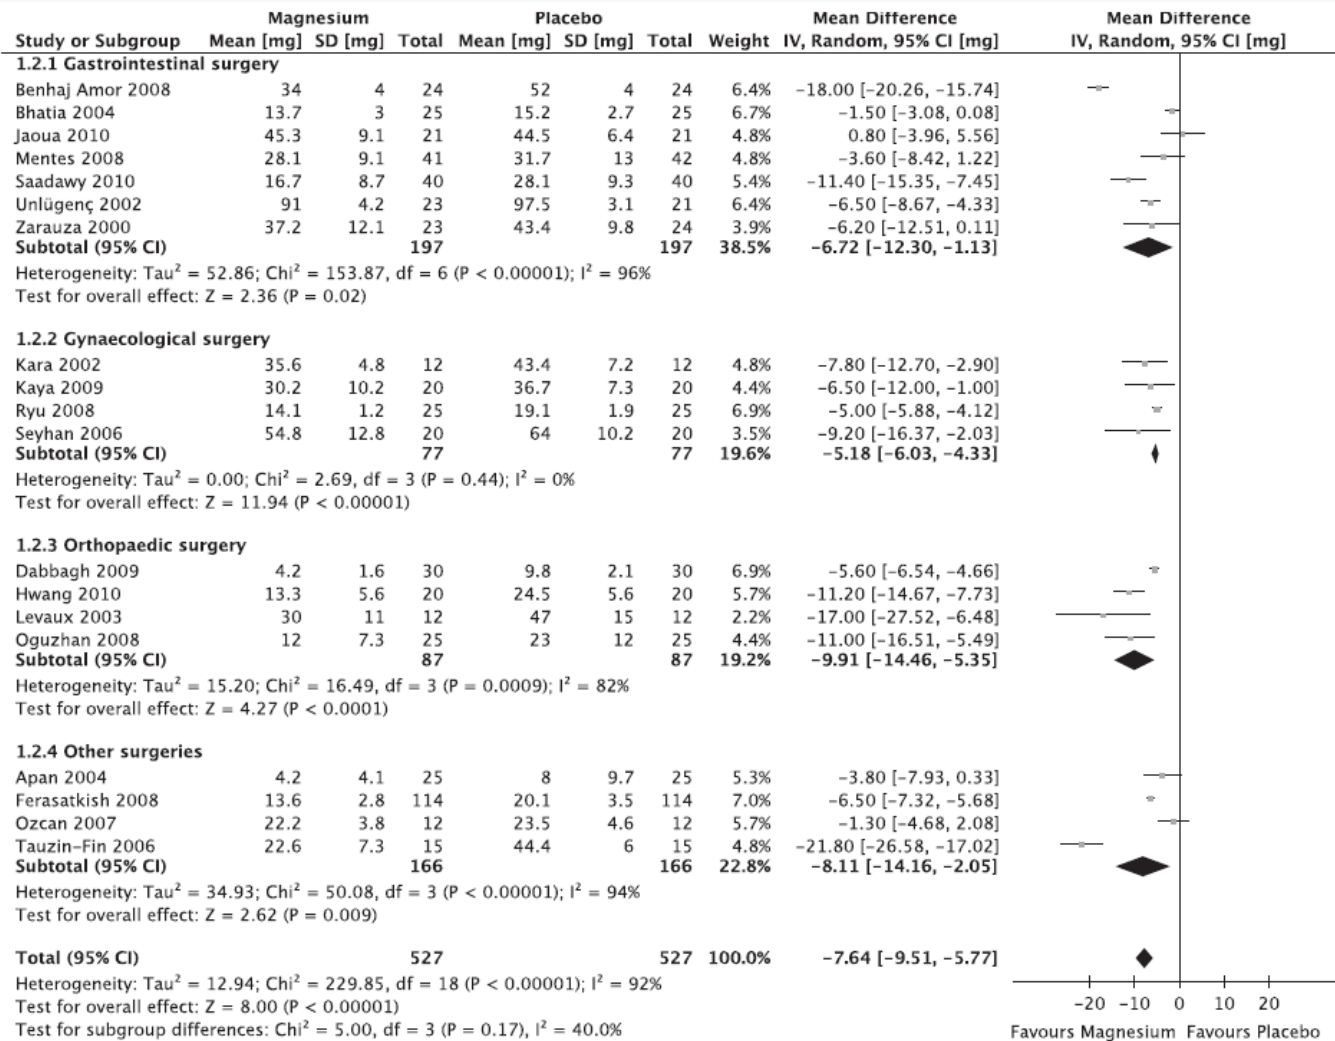 Magnesium Placebo Mean Difference Mean Difference
Study or Subgroup Mean [mg] SD [mg] Total Mean [mg] SD [mg] Total Weight IV, Random, 95% CI [mg] IV, Random, 95% CI [mg]
1.2.1 Gastrointestinal surgery
Benhaj Amor 2008 34 4 24 52 4 24 6.4% −18.00 [−20.26, −15.74]
Bhatia 2004 13.7 3 25 15.2 2.7 25 6.7% −1.50 [−3.08, 0.08]
Jaoua 2010 45.3 9.1 21 44.5 6.4 21 4.8% 0.80 [−3.96, 5.56]
Mentes 2008 28.1 9.1 41 31.7 13 42 4.8% −3.60 [−8.42, 1.22]
Saadawy 2010 16.7 8.7 40 28.1 9.3 40 5.4% −11.40 [−15.35, −7.45]
Unlügenç 2002 91 4.2 23 97.5 3.1 21 6.4% −6.50 [−8.67, −4.33]
Zarauza 2000 37.2 12.1 23 43.4 9.8 24 3.9% −6.20 [−12.51, 0.11]
Subtotal (95% CI) 197 197 38.5% −6.72 [−12.30, −1.13]
Heterogeneity: Tau² = 52.86; Chi² = 153.87, df = 6 (P < 0.00001); I² = 96%
Test for overall effect: Z = 2.36 (P = 0.02)
1.2.2 Gynaecological surgery
Kara 2002 35.6 4.8 12 43.4 7.2 12 4.8% −7.80 [−12.70, −2.90]
Kaya 2009 30.2 10.2 20 36.7 7.3 20 4.4% −6.50 [−12.00, −1.00]
Ryu 2008 14.1 1.2 25 19.1 1.9 25 6.9% −5.00 [−5.88, −4.12]
Seyhan 2006 54.8 12.8 20 64 10.2 20 3.5% −9.20 [−16.37, −2.03]
Subtotal (95% CI) 77 77 19.6% −5.18 [−6.03, −4.33]
Heterogeneity: Tau² = 0.00; Chi² = 2.69, df = 3 (P = 0.44); I² = 0%
Test for overall effect: Z = 11.94 (P < 0.00001)
1.2.3 Orthopaedic surgery
Dabbagh 2009 4.2 1.6 30 9.8 2.1 30 6.9% −5.60 [−6.54, −4.66]
Hwang 2010 13.3 5.6 20 24.5 5.6 20 5.7% −11.20 [−14.67, −7.73]
Levaux 2003 30 11 12 47 15 12 2.2% −17.00 [−27.52, −6.48]
Oguzhan 2008 12 7.3 25 23 12 25 4.4% −11.00 [−16.51, −5.49]
Subtotal (95% CI) 87 87 19.2% −9.91 [−14.46, −5.35]
Heterogeneity: Tau² = 15.20; Chi² = 16.49, df = 3 (P = 0.0009); I² = 82%
Test for overall effect: Z = 4.27 (P < 0.0001)
1.2.4 Other surgeries
Apan 2004 4.2 4.1 25 8 9.7 25 5.3% −3.80 [−7.93, 0.33]
Ferasatkish 2008 13.6 2.8 114 20.1 3.5 114 7.0% −6.50 [−7.32, −5.68]
Ozcan 2007 22.2 3.8 12 23.5 4.6 12 5.7% −1.30 [−4.68, 2.08]
Tauzin−Fin 2006 22.6 7.3 15 44.4 6 15 4.8% −21.80 [−26.58, −17.02]
Subtotal (95% CI) 166 166 22.8% −8.11 [−14.16, −2.05]
Heterogeneity: Tau² = 34.93; Chi² = 50.08, df = 3 (P < 0.00001); I² = 94%
Test for overall effect: Z = 2.62 (P = 0.009)
Total (95% CI) 527 527 100.0% −7.64 [−9.51, −5.77]
Heterogeneity: Tau² = 12.94; Chi² = 229.85, df = 18 (P < 0.00001); I² = 92%
Test for overall effect: Z = 8.00 (P < 0.00001)
Test for subgroup differences: Chi² = 5.00, df = 3 (P = 0.17), I² = 40.0%
−20 −10 0 10 20
Favours Magnesium Favours Placebo